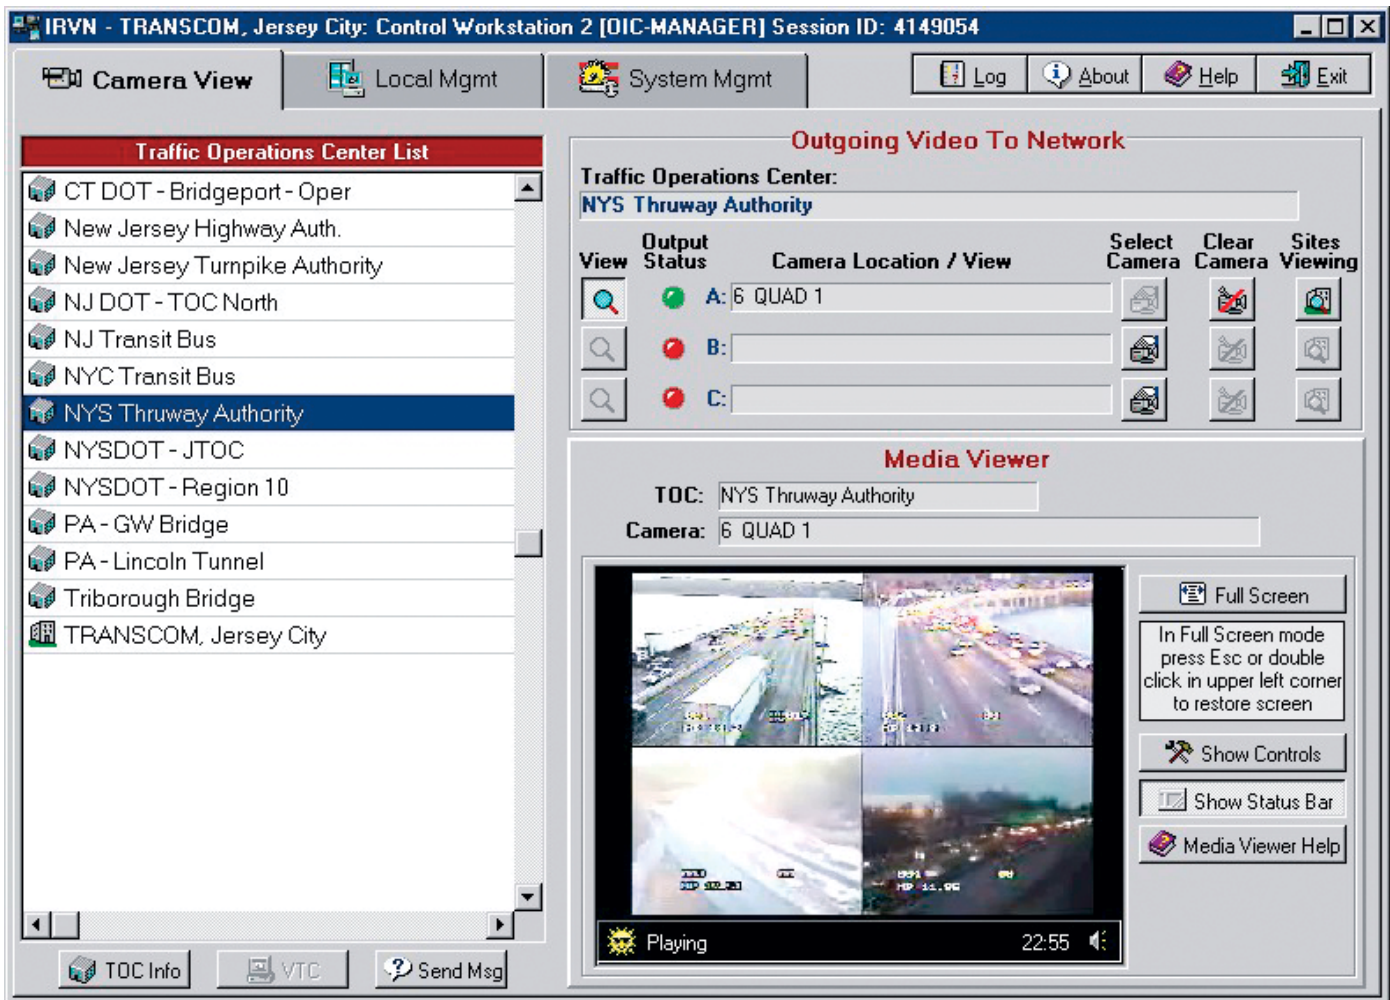 IRVN - TRANSCOM, Jersey City: Control Workstation 2 [OIC-MANAGER] Session ID: 4149054
Camera View Local Mgmt System Mgmt Log About Help Exit
Traffic Operations Center List
CT DOT - Bridgeport - Oper
New Jersey Highway Auth.
New Jersey Turnpike Authority
NJ DOT - TOC North
NJ Transit Bus
NYC Transit Bus
NYS Thruway Authority
NYSDOT - JTOC
NYSDOT - Region 10
PA - GW Bridge
PA - Lincoln Tunnel
Triborough Bridge
TRANSCOM, Jersey City
TOC Info VTC Send Msg
Outgoing Video To Network
Traffic Operations Center:
NYS Thruway Authority
View Output Status Camera Location / View Select Camera Clear Camera Sites Viewing
A: 6 QUAD 1
B:
C:
Media Viewer
TOC: NYS Thruway Authority
Camera: 6 QUAD 1
Full Screen
In Full Screen mode
press Esc or double
click in upper left corner
to restore screen
Show Controls
Show Status Bar
Media Viewer Help
Playing 22:55